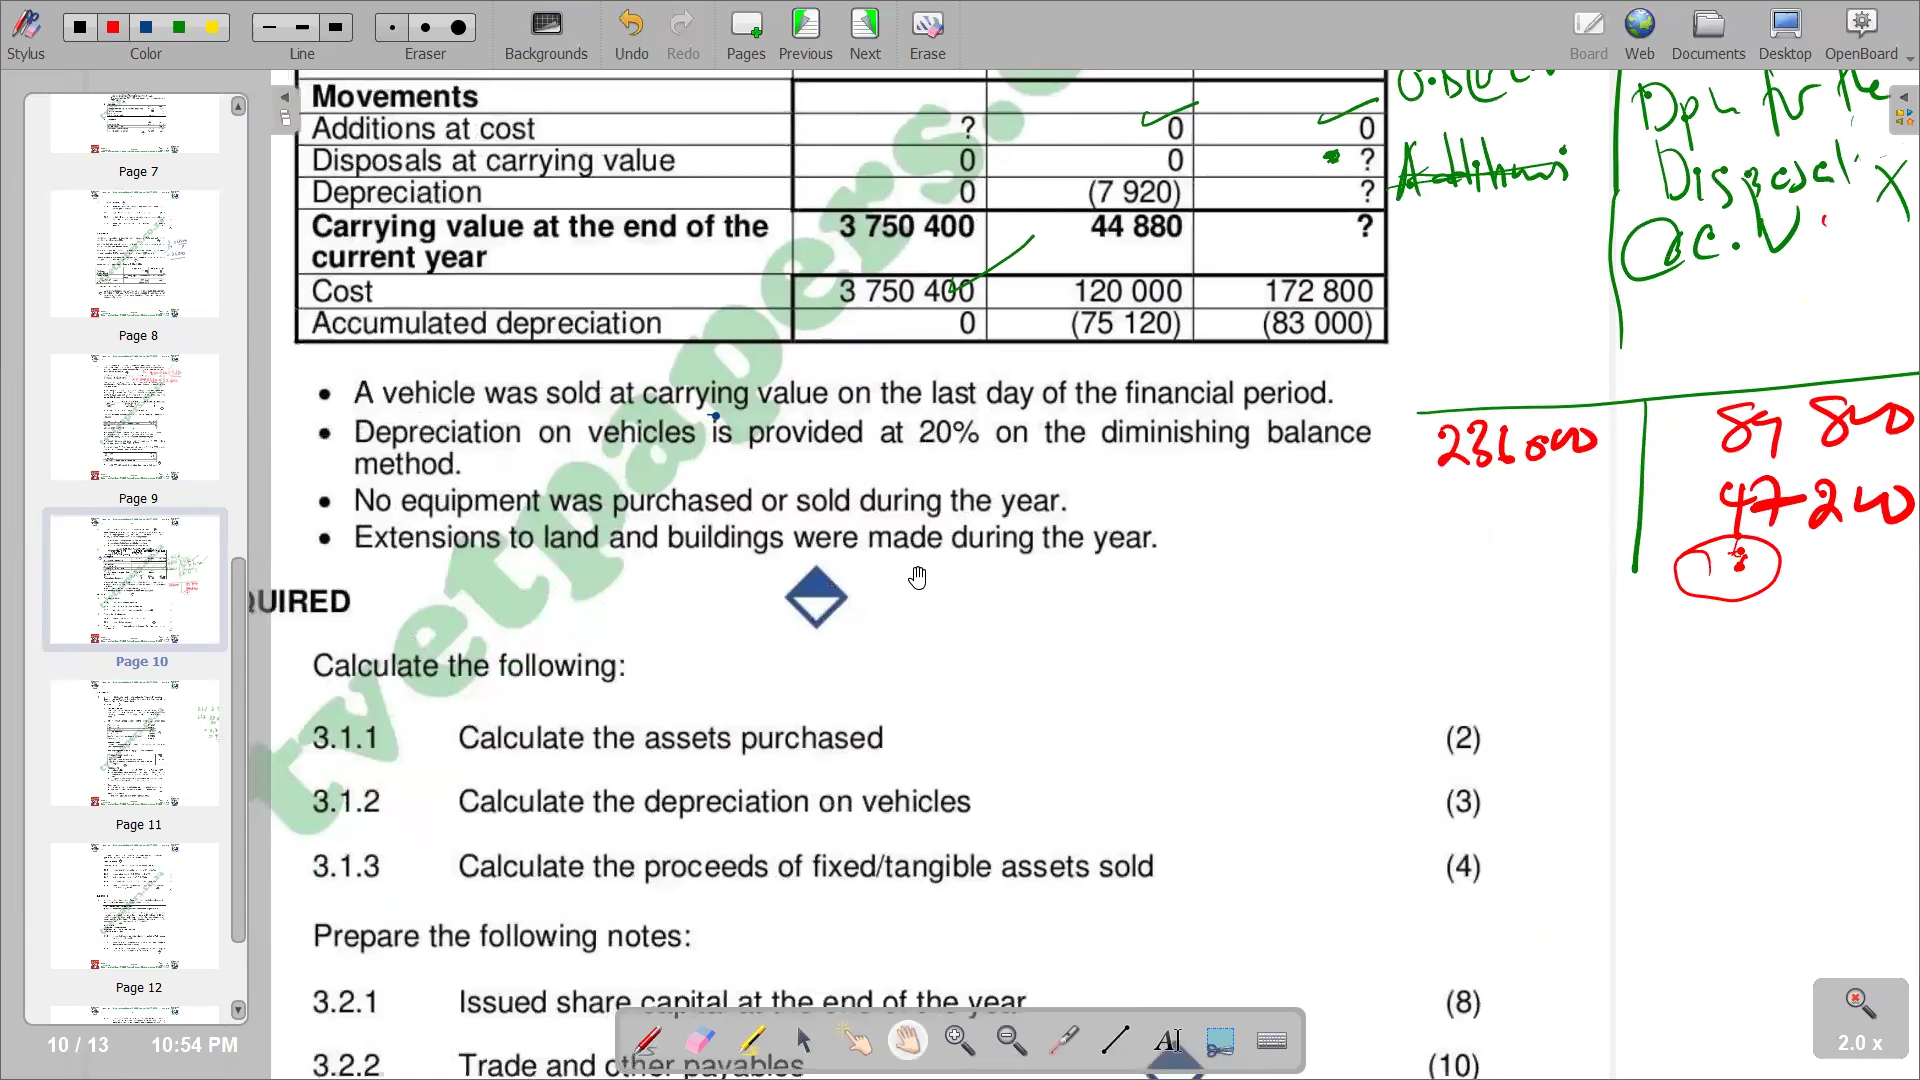 Stylus
Color
Line
Eraser
Backgrounds
Undo
Redo
Pages
Previous
Next
Erase
Board
Web
Documents
Desktop
OpenBoard
Page 7
Page 8
Page 9
Page 10
Page 11
Page 12
10 / 13
10:54 PM
Movements
Additions at cost ? 0 0
Disposals at carrying value 0 0 ?
Depreciation 0 (7 920) ?
Carrying value at the end of the current year 3 750 400 44 880 ?
Cost 3 750 400 120 000 172 800
Accumulated depreciation 0 (75 120) (83 000)
• A vehicle was sold at carrying value on the last day of the financial period.
• Depreciation on vehicles is provided at 20% on the diminishing balance
method.
• No equipment was purchased or sold during the year.
• Extensions to land and buildings were made during the year.
QUIRED
Calculate the following:
3.1.1 Calculate the assets purchased (2)
3.1.2 Calculate the depreciation on vehicles (3)
3.1.3 Calculate the proceeds of fixed/tangible assets sold (4)
Prepare the following notes:
3.2.1 Issued share capital at the end of the year (8)
3.2.2 Trade and other payables (10)
tvetpapers.
Additions
Dpn for the
Disposal X
C.V
47 240
?
2.0 x